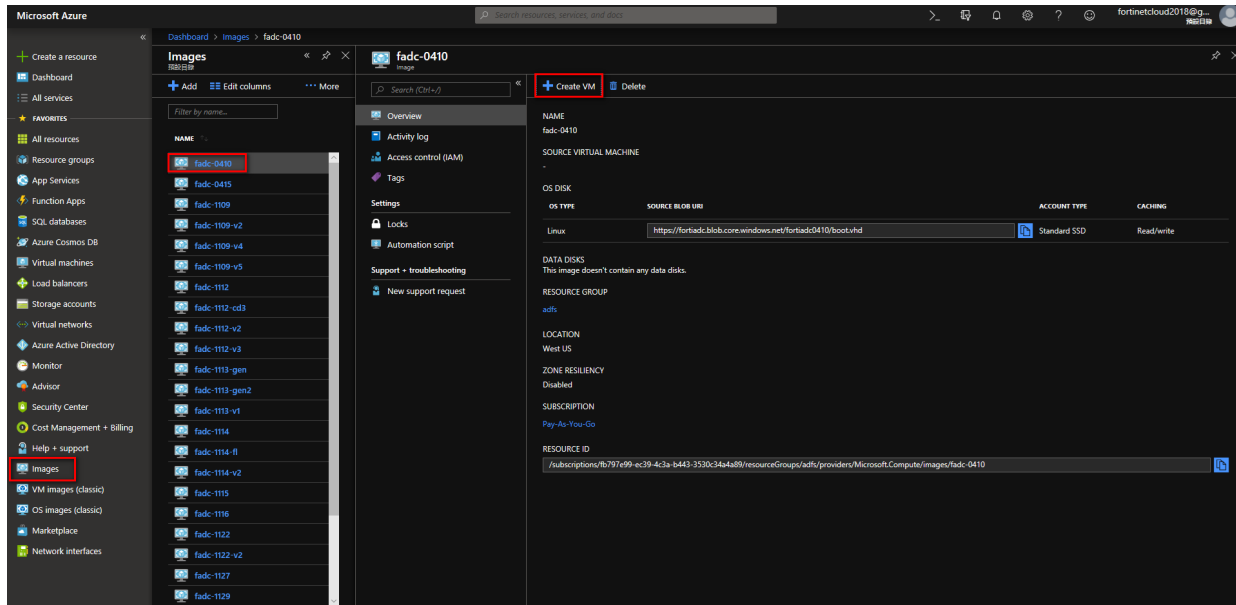 Microsoft Azure
Search resources, services, and docs
fortinetcloud2018@g...
預設目錄
Dashboard > Images > fadc-0410
Create a resource
Dashboard
All services
FAVORITES
All resources
Resource groups
App Services
Function Apps
SQL databases
Azure Cosmos DB
Virtual machines
Load balancers
Storage accounts
Virtual networks
Azure Active Directory
Monitor
Advisor
Security Center
Cost Management + Billing
Help + support
Images
VM images (classic)
OS images (classic)
Marketplace
Network interfaces
Images
預設目錄
Add
Edit columns
More
Filter by name...
NAME
fadc-0410
fadc-0415
fadc-1109
fadc-1109-v2
fadc-1109-v4
fadc-1109-v5
fadc-1112
fadc-1112-cd3
fadc-1112-v2
fadc-1112-v3
fadc-1113-gen
fadc-1113-gen2
fadc-1113-v1
fadc-1114
fadc-1114-fl
fadc-1114-v2
fadc-1115
fadc-1116
fadc-1122
fadc-1122-v2
fadc-1127
fadc-1129
fadc-0410
Image
Search (Ctrl+/)
Overview
Activity log
Access control (IAM)
Tags
Settings
Locks
Automation script
Support + troubleshooting
New support request
Create VM
Delete
NAME
fadc-0410
SOURCE VIRTUAL MACHINE
-
OS DISK
OS TYPE SOURCE BLOB URI ACCOUNT TYPE CACHING
Linux https://fortiadc.blob.core.windows.net/fortiadc0410/boot.vhd Standard SSD Read/write
DATA DISKS
This image doesn't contain any data disks.
RESOURCE GROUP
adfs
LOCATION
West US
ZONE RESILIENCY
Disabled
SUBSCRIPTION
Pay-As-You-Go
RESOURCE ID
/subscriptions/fb797e99-ec39-4c3a-b443-3530c34a4a89/resourceGroups/adfs/providers/Microsoft.Compute/images/fadc-0410